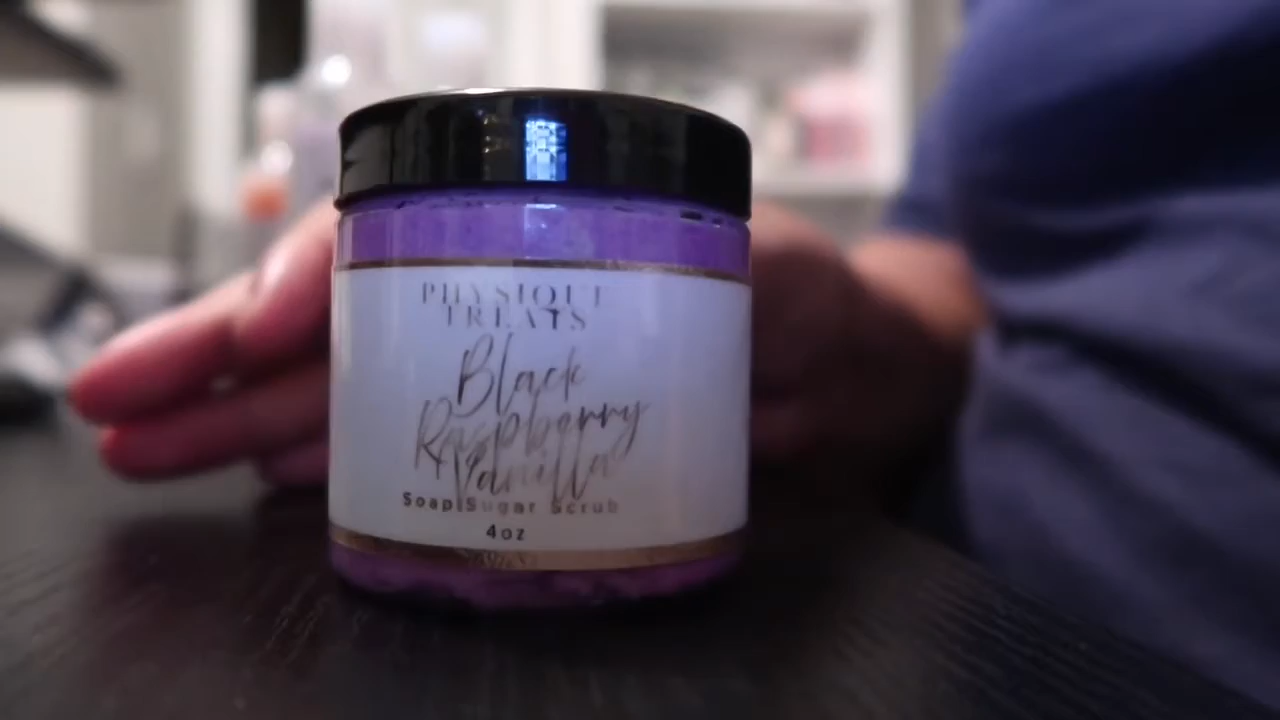 PHYSIQUE
TREATS
Black
Raspberry
Vanilla
Soap Sugar Scrub
4oz